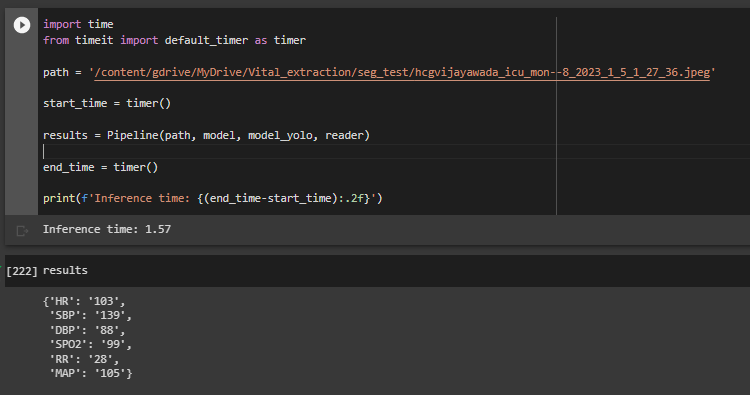 import time
from timeit import default_timer as timer
path = '/content/gdrive/MyDrive/Vital_extraction/seg_test/hcgvijayawada_icu_mon--8_2023_1_5_1_27_36.jpeg'
start_time = timer()
results = Pipeline(path, model, model_yolo, reader)
end_time = timer()
print(f'Inference time: {(end_time-start_time):.2f}')
Inference time: 1.57
[222] results
{'HR': '103',
'SBP': '139',
'DBP': '88',
'SPO2': '99',
'RR': '28',
'MAP': '105'}